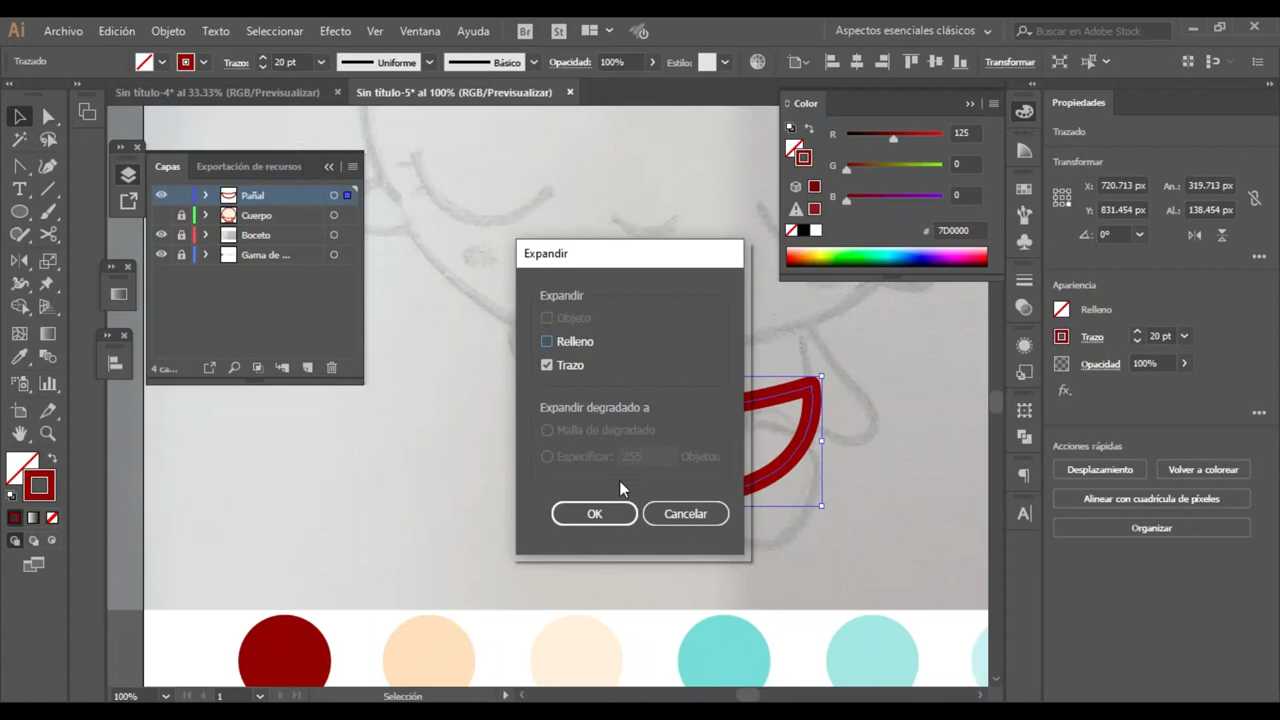 Ai Archivo Edición Objeto Texto Seleccionar Efecto Ver Ventana Ayuda Br St Aspectos esenciales clásicos Buscar en Adobe Stock
Trazado Trazo: 20 pt Uniforme Básico Opacidad: 100% Estilo: Transformar
Sin título-4* al 33.33% (RGB/Previsualizar) × Sin título-5* al 100% (RGB/Previsualizar) ×
Color
R 125
G 0
B 0
# 7D0000
Capas Exportación de recursos
Pañal
Cuerpo
Boceto
Gama de ...
4 ca...
Expandir
Expandir
Objeto
Relleno
Trazo
Expandir degradado a
Malla de degradado
Especificar: 255 Objetos
OK Cancelar
Propiedades
Trazado
Transformar
X: 720.713 px An.: 319.713 px
Y: 831.454 px Al.: 138.454 px
0°
Apariencia
Relleno
Trazo 20 pt
Opacidad 100%
fx.
Acciones rápidas
Desplazamiento Volver a colorear
Alinear con cuadrícula de píxeles
Organizar
100% 1 Selección